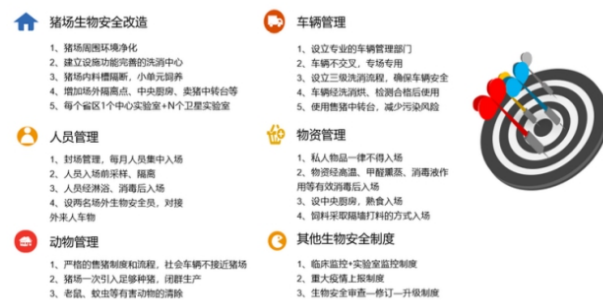 猪场生物安全改造
1、猪场周围环境净化
2、建立设施功能完善的洗消中心
3、猪场内料槽隔断，小单元饲养
4、增加场外隔离点、中央厨房、卖猪中转台等
5、每个省区1个中心实验室+N个卫星实验室
人员管理
1、封场管理，每月人员集中入场
2、人员入场前采样、隔离
3、人员经淋浴、消毒后入场
4、设两名场外生物安全员，对接
外来人车物
动物管理
1、严格的售猪制度和流程，社会车辆不接近猪场
2、猪场一次引入足够种猪，闭群生产
3、老鼠、蚊虫等有害动物的清除
车辆管理
1、设立专业的车辆管理部门
2、车辆不交叉，专场专用
3、设立三级洗消流程，确保车辆安全
4、车辆经洗消烘、检测合格后使用
5、使用售猪中转台，减少污染风险
物资管理
1、私人物品一律不得入场
2、物资经高温、甲醛熏蒸、消毒液作
用等有效消毒后入场
3、设中央厨房，熟食入场
4、饲料采取隔墙打料的方式入场
其他生物安全制度
1、临床监控+实验室监控制度
2、重大疫情上报制度
3、生物安全审查—修订—升级制度